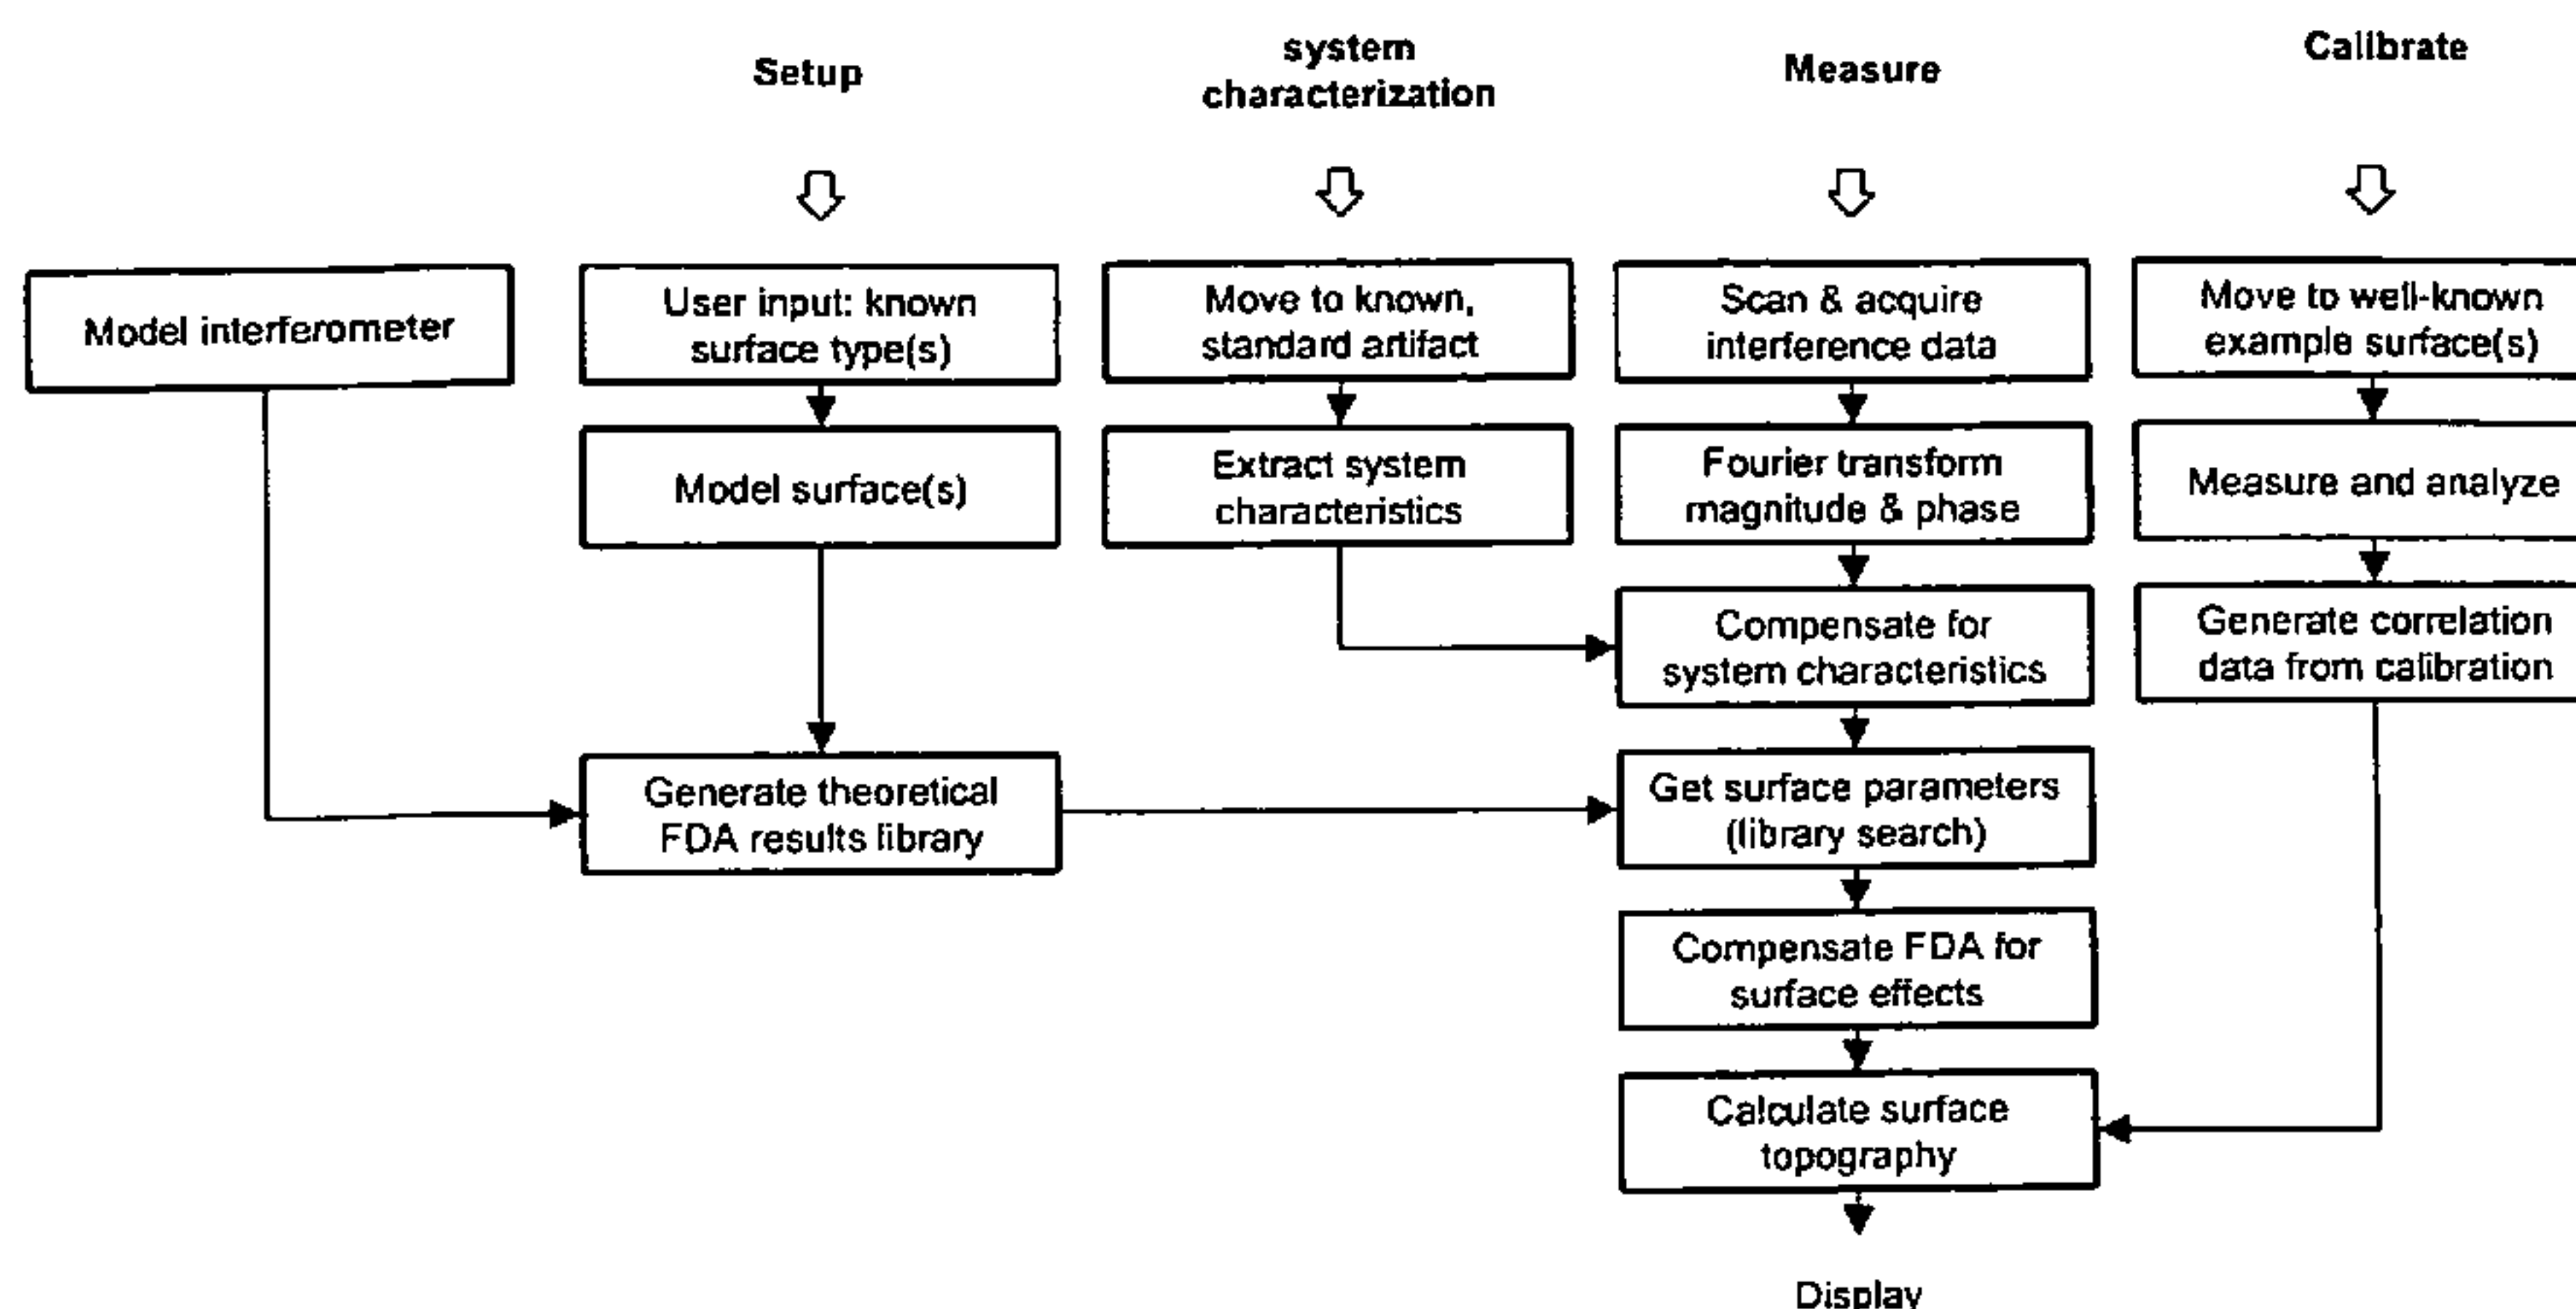 Setup
system
characterization
Measure
Calibrate
Model interferometer
User input: known
surface type(s)
Model surface(s)
Generate theoretical
FDA results library
Move to known,
standard artifact
Extract system
characteristics
Scan & acquire
interference data
Fourier transform
magnitude & phase
Compensate for
system characteristics
Get surface parameters
(library search)
Compensate FDA for
surface effects
Calculate surface
topography
Display
Move to well-known
example surface(s)
Measure and analyze
Generate correlation
data from calibration